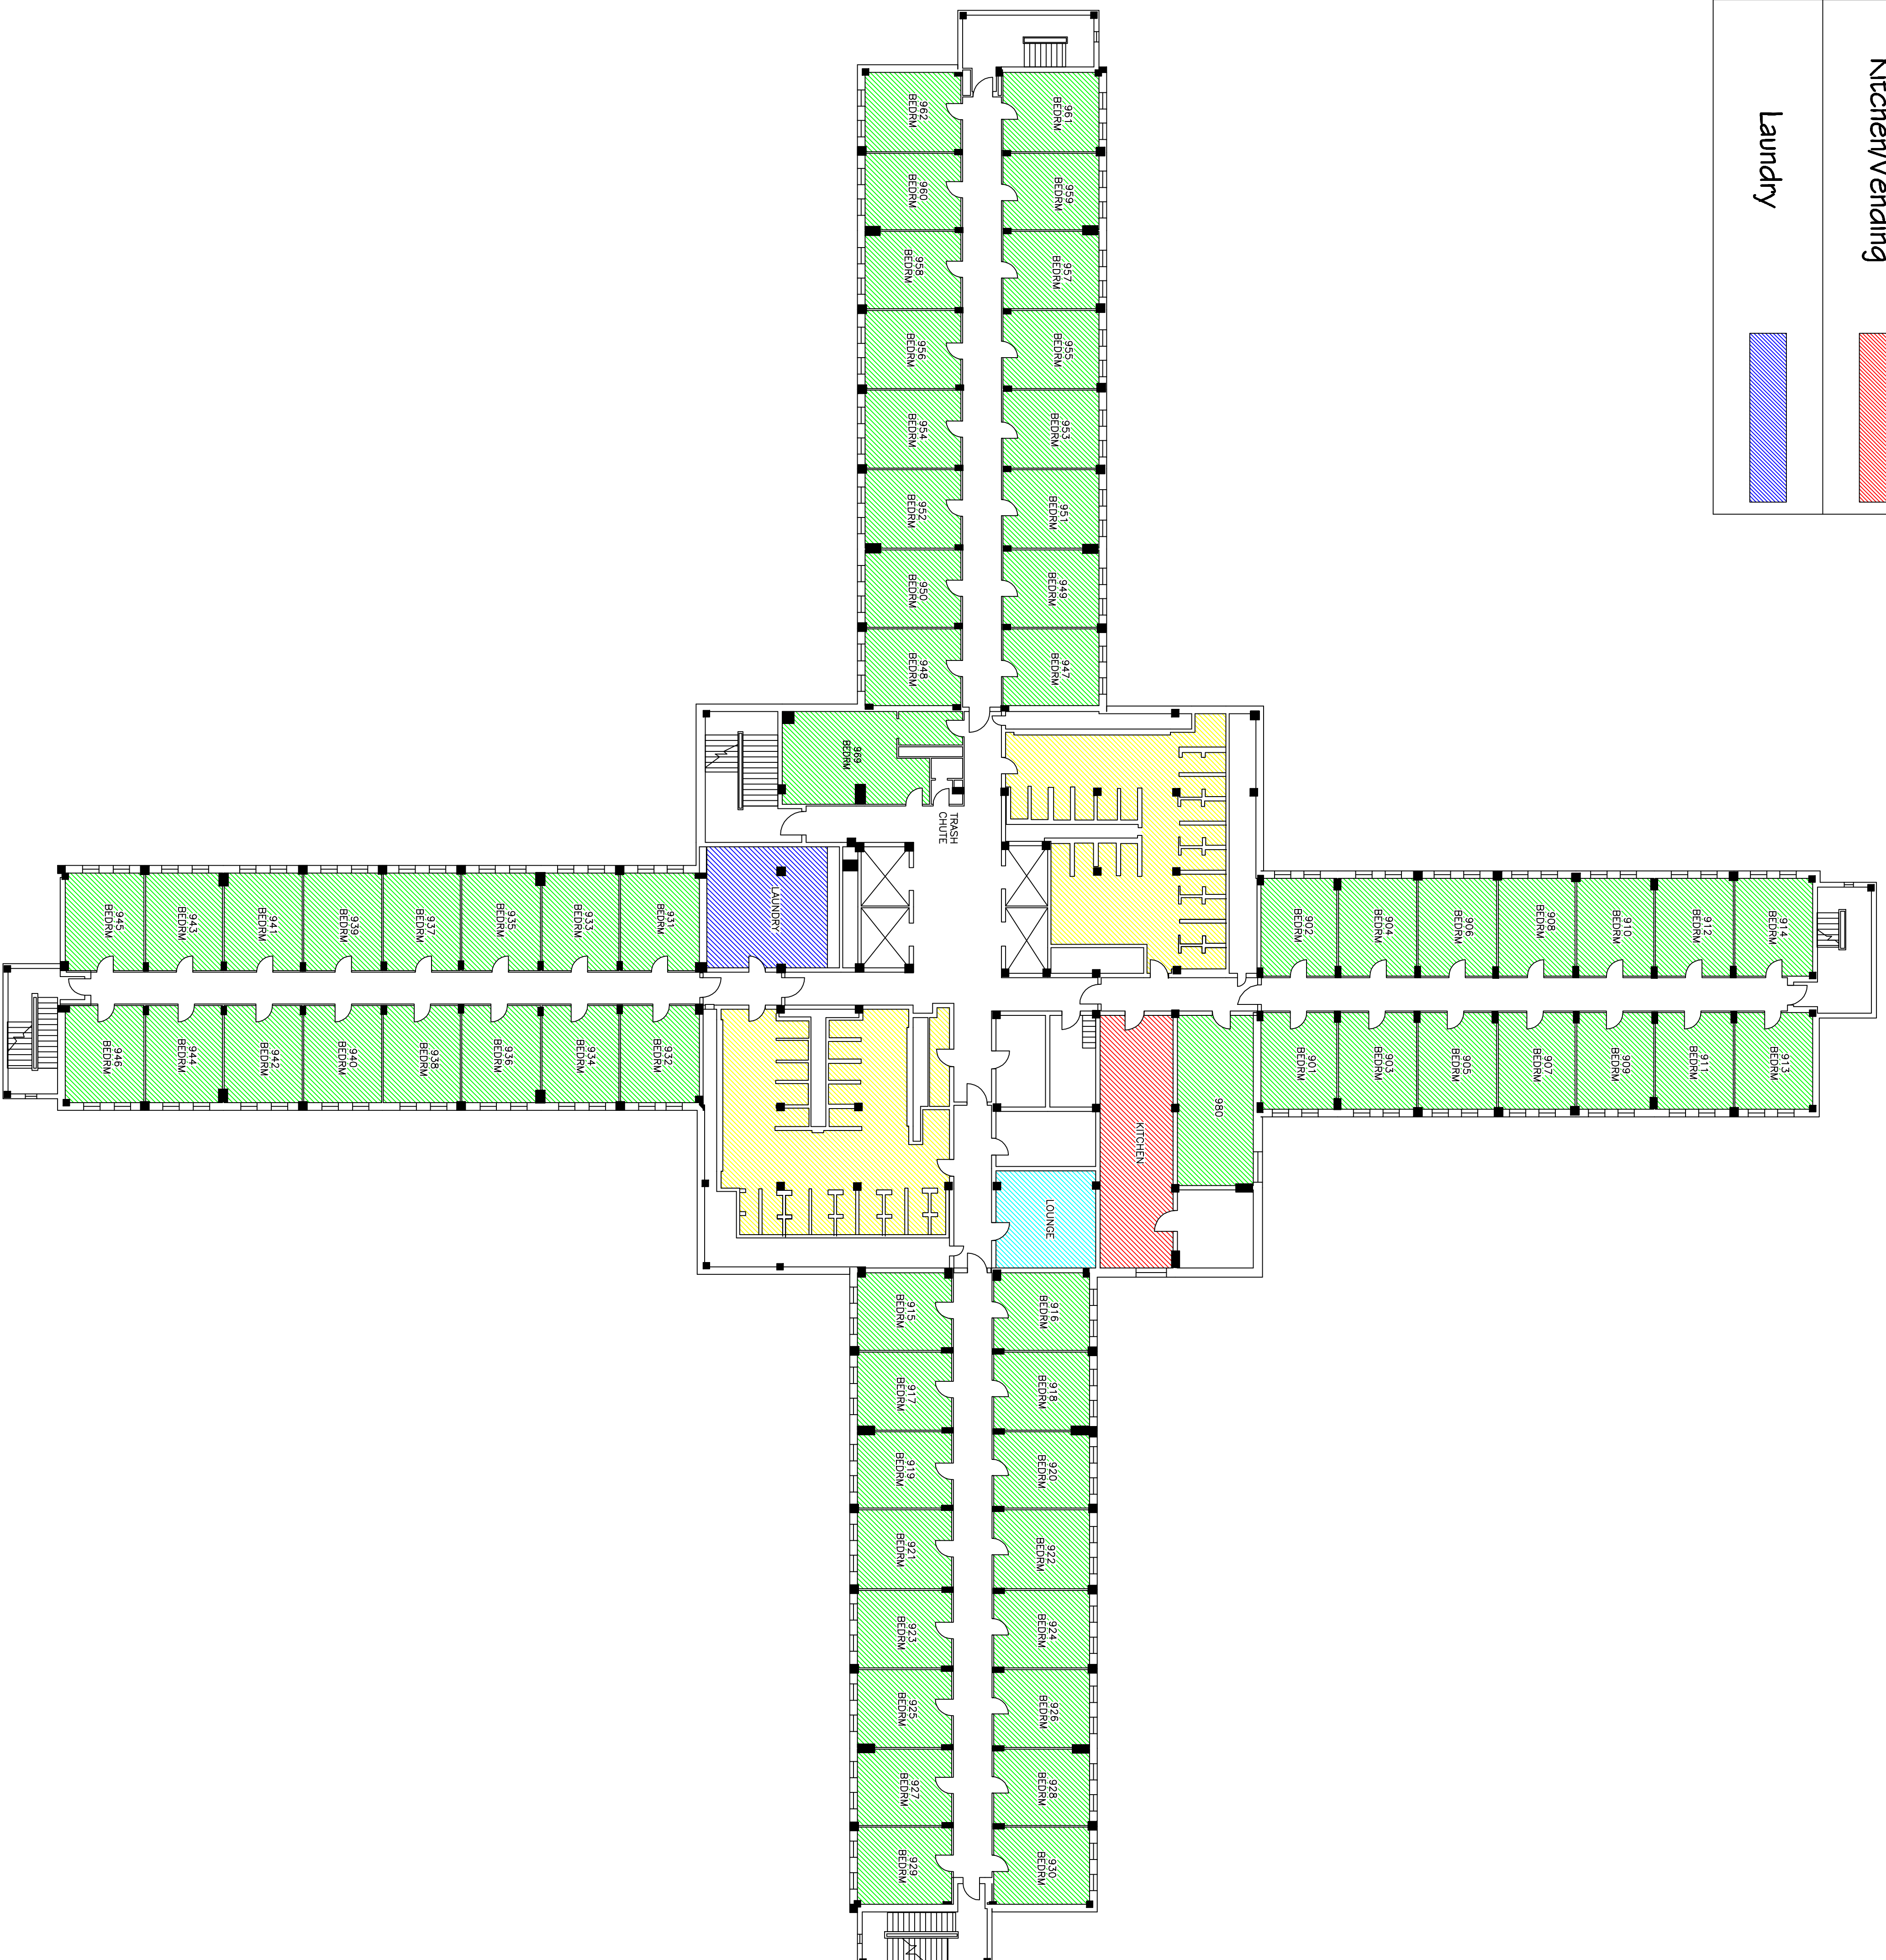 Kitchen/Vending
Laundry
961
BEDRM
962
BEDRM
959
BEDRM
960
BEDRM
957
BEDRM
958
BEDRM
955
BEDRM
956
BEDRM
953
BEDRM
954
BEDRM
951
BEDRM
952
BEDRM
949
BEDRM
950
BEDRM
947
BEDRM
948
BEDRM
969
BEDRM
TRASH
CHUTE
LAUNDRY
914
BEDRM
912
BEDRM
910
BEDRM
908
BEDRM
906
BEDRM
904
BEDRM
902
BEDRM
913
BEDRM
911
BEDRM
909
BEDRM
907
BEDRM
905
BEDRM
903
BEDRM
901
BEDRM
980
KITCHEN
LOUNGE
931
BEDRM
933
BEDRM
935
BEDRM
937
BEDRM
939
BEDRM
941
BEDRM
943
BEDRM
945
BEDRM
932
BEDRM
934
BEDRM
936
BEDRM
938
BEDRM
940
BEDRM
942
BEDRM
944
BEDRM
946
BEDRM
916
BEDRM
915
BEDRM
918
BEDRM
917
BEDRM
920
BEDRM
919
BEDRM
922
BEDRM
921
BEDRM
924
BEDRM
923
BEDRM
926
BEDRM
925
BEDRM
928
BEDRM
927
BEDRM
930
BEDRM
929
BEDRM